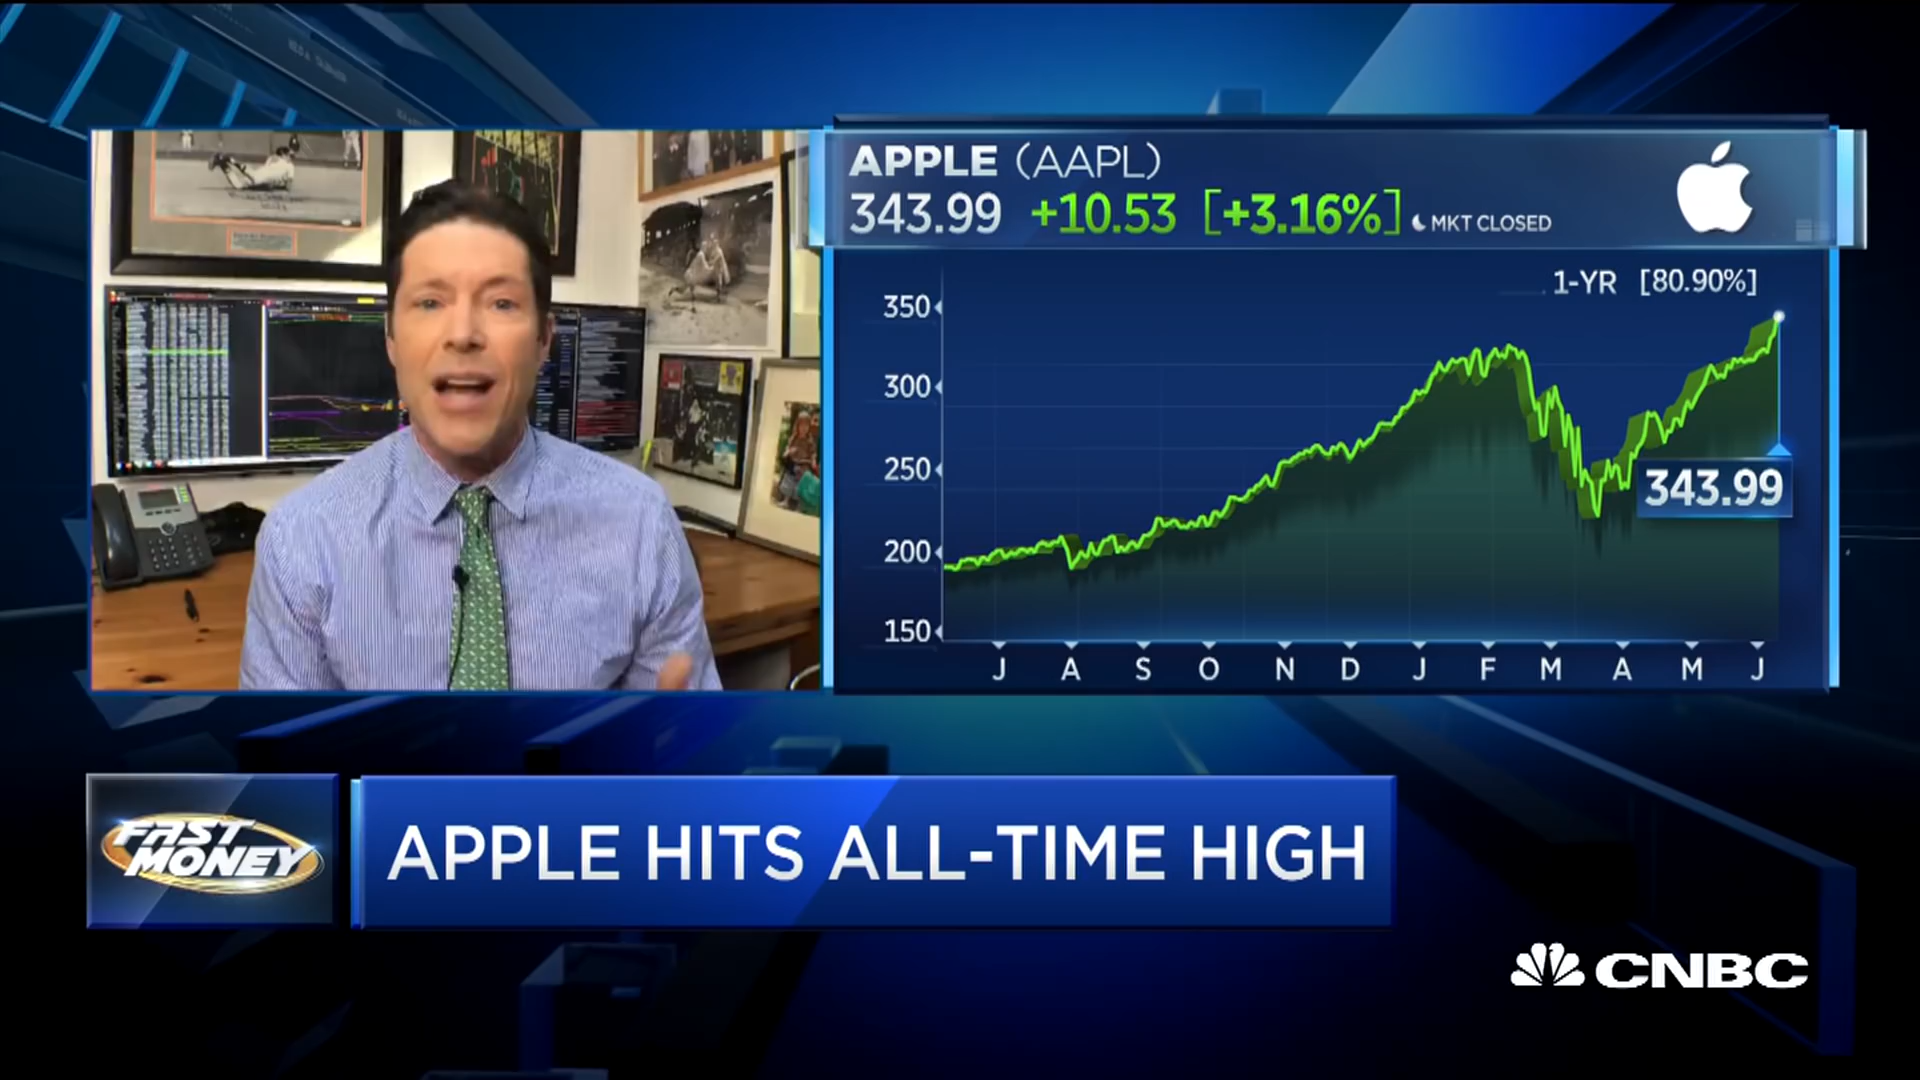 APPLE (AAPL)
343.99 +10.53 [+3.16%] MKT CLOSED
1-YR [80.90%]
350
300
250
200
150
343.99
J A S O N D J F M A M J
FAST MONEY
APPLE HITS ALL-TIME HIGH
CNBC